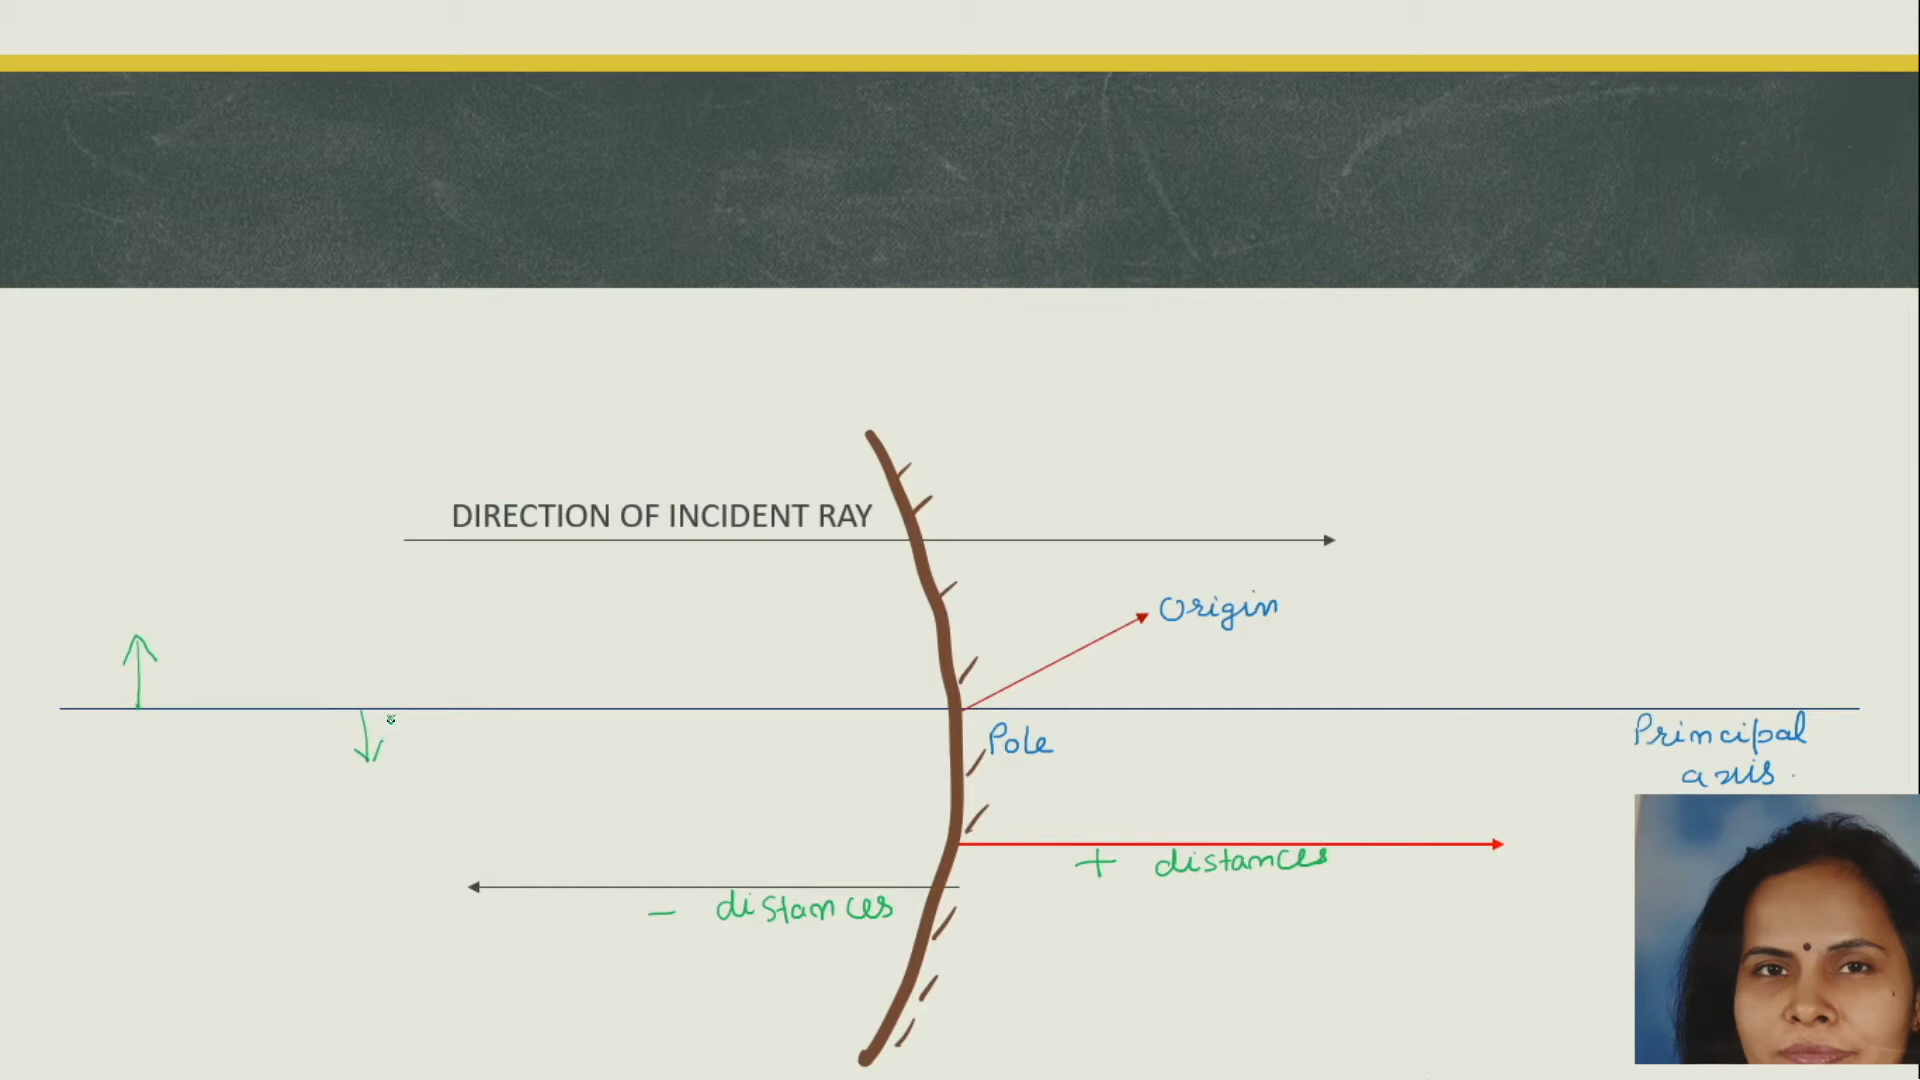 DIRECTION OF INCIDENT RAY
Origin
Pole
Principal
axis.
+ distances
- distances